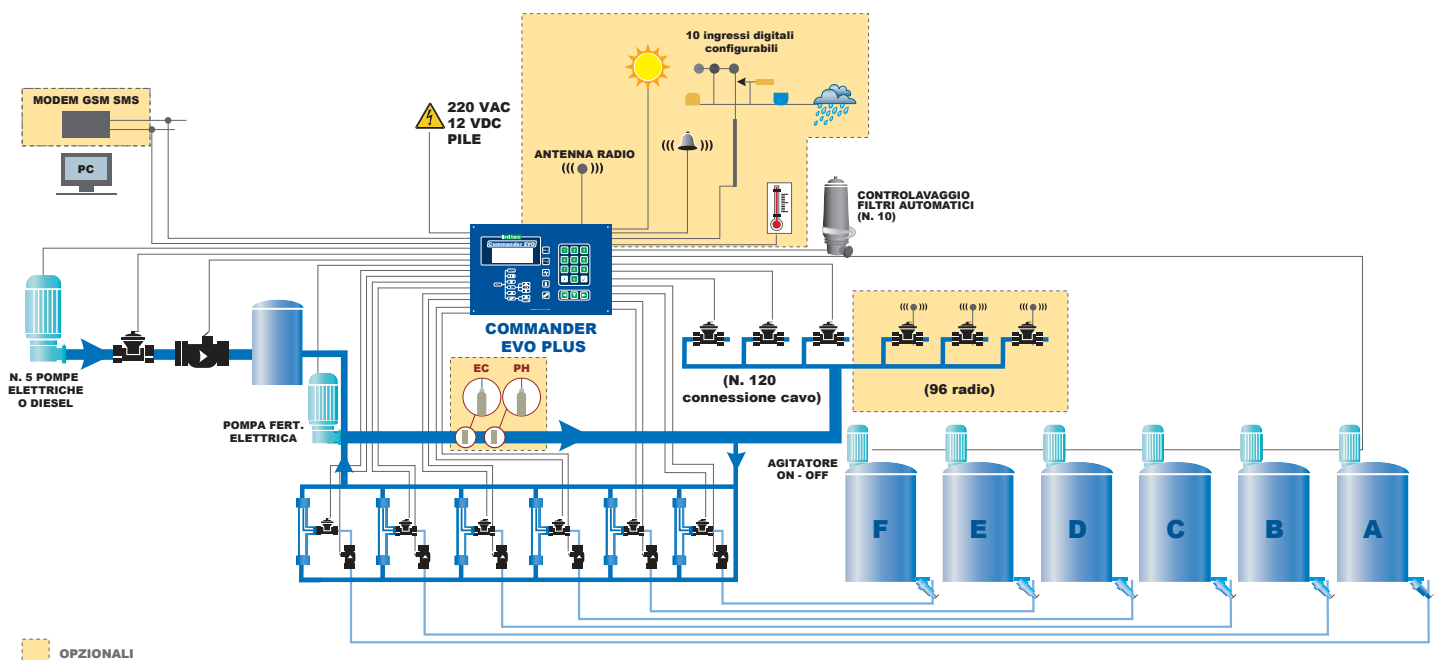 10 ingressi digitali
configurabili
MODEM GSM SMS
PC
220 VAC
12 VDC
PILE
ANTENNA RADIO
((( )))
((( )))
CONTROLAVAGGIO
FILTRI AUTOMATICI
(N. 10)
Commander EVO
COMMANDER
EVO PLUS
N. 5 POMPE
ELETTRICHE
O DIESEL
POMPA FERT.
ELETTRICA
EC
PH
((( )))
((( )))
((( )))
(N. 120
connessione cavo)
(96 radio)
AGITATORE
ON - OFF
F
E
D
C
B
A
OPZIONALI